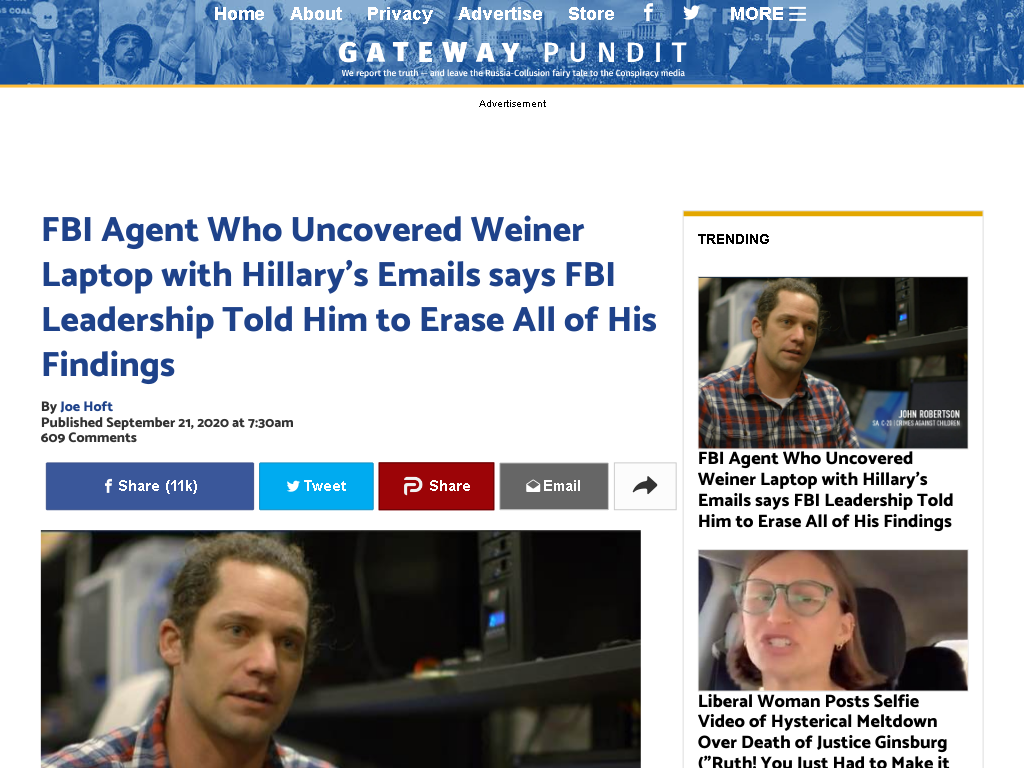 COAL
Home About Privacy Advertise Store f MORE
GATEWAY PUNDIT
We report the truth — and leave the Russia-Collusion fairy tale to the Conspiracy media
Advertisement
FBI Agent Who Uncovered Weiner
Laptop with Hillary’s Emails says FBI
Leadership Told Him to Erase All of His
Findings
By Joe Hoft
Published September 21, 2020 at 7:30am
609 Comments
f Share (11k)
Tweet
Share
Email
TRENDING
JOHN ROBERTSON
SA, C-21 | CRIMES AGAINST CHILDREN
FBI Agent Who Uncovered
Weiner Laptop with Hillary’s
Emails says FBI Leadership Told
Him to Erase All of His Findings
Liberal Woman Posts Selfie
Video of Hysterical Meltdown
Over Death of Justice Ginsburg
("Ruth! You Just Had to Make it